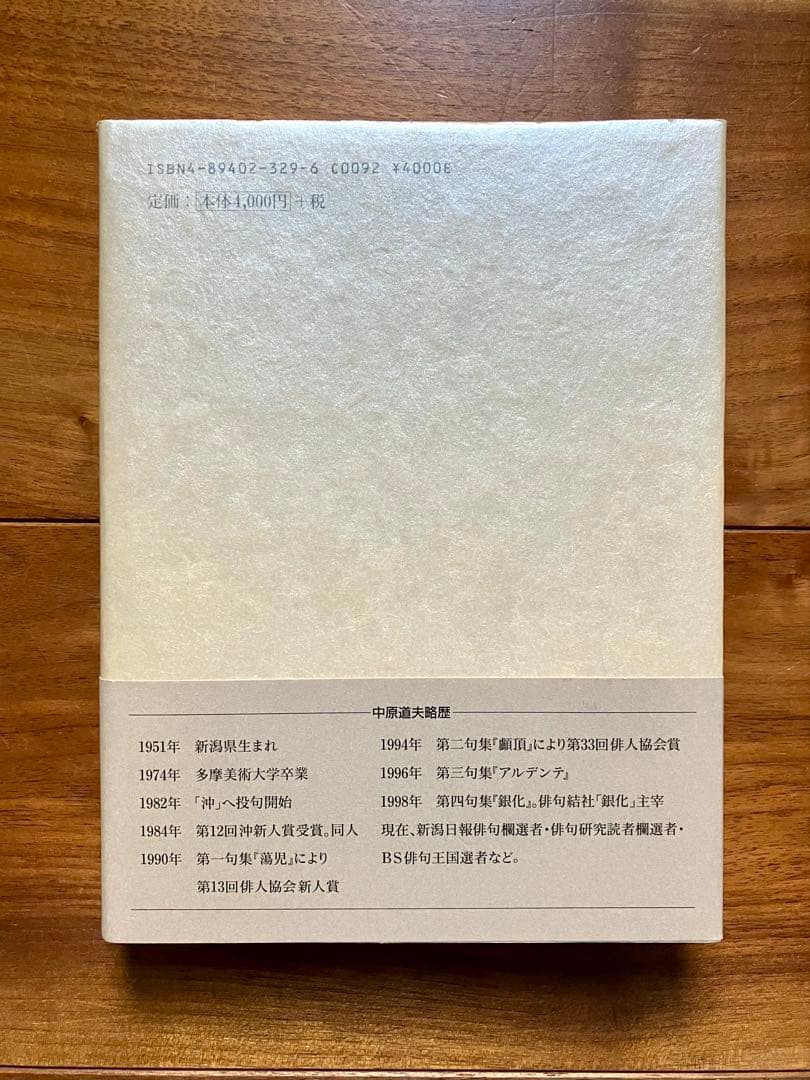 ISBN4-89402-329-6 C0092 ¥4000E
定価：本体4,000円＋税
中原道夫略歴
1951年 新潟県生まれ
1974年 多摩美術大学卒業
1982年 「沖」へ投句開始
1984年 第12回沖新人賞受賞。同人
1990年 第一句集『蕩児』により
第13回俳人協会新人賞
1994年 第二句集『顱頂』により第33回俳人協会賞
1996年 第三句集『アルデンテ』
1998年 第四句集『銀化』。俳句結社「銀化」主宰
現在、新潟日報俳句欄選者・俳句研究読者欄選者・
BS俳句王国選者など。